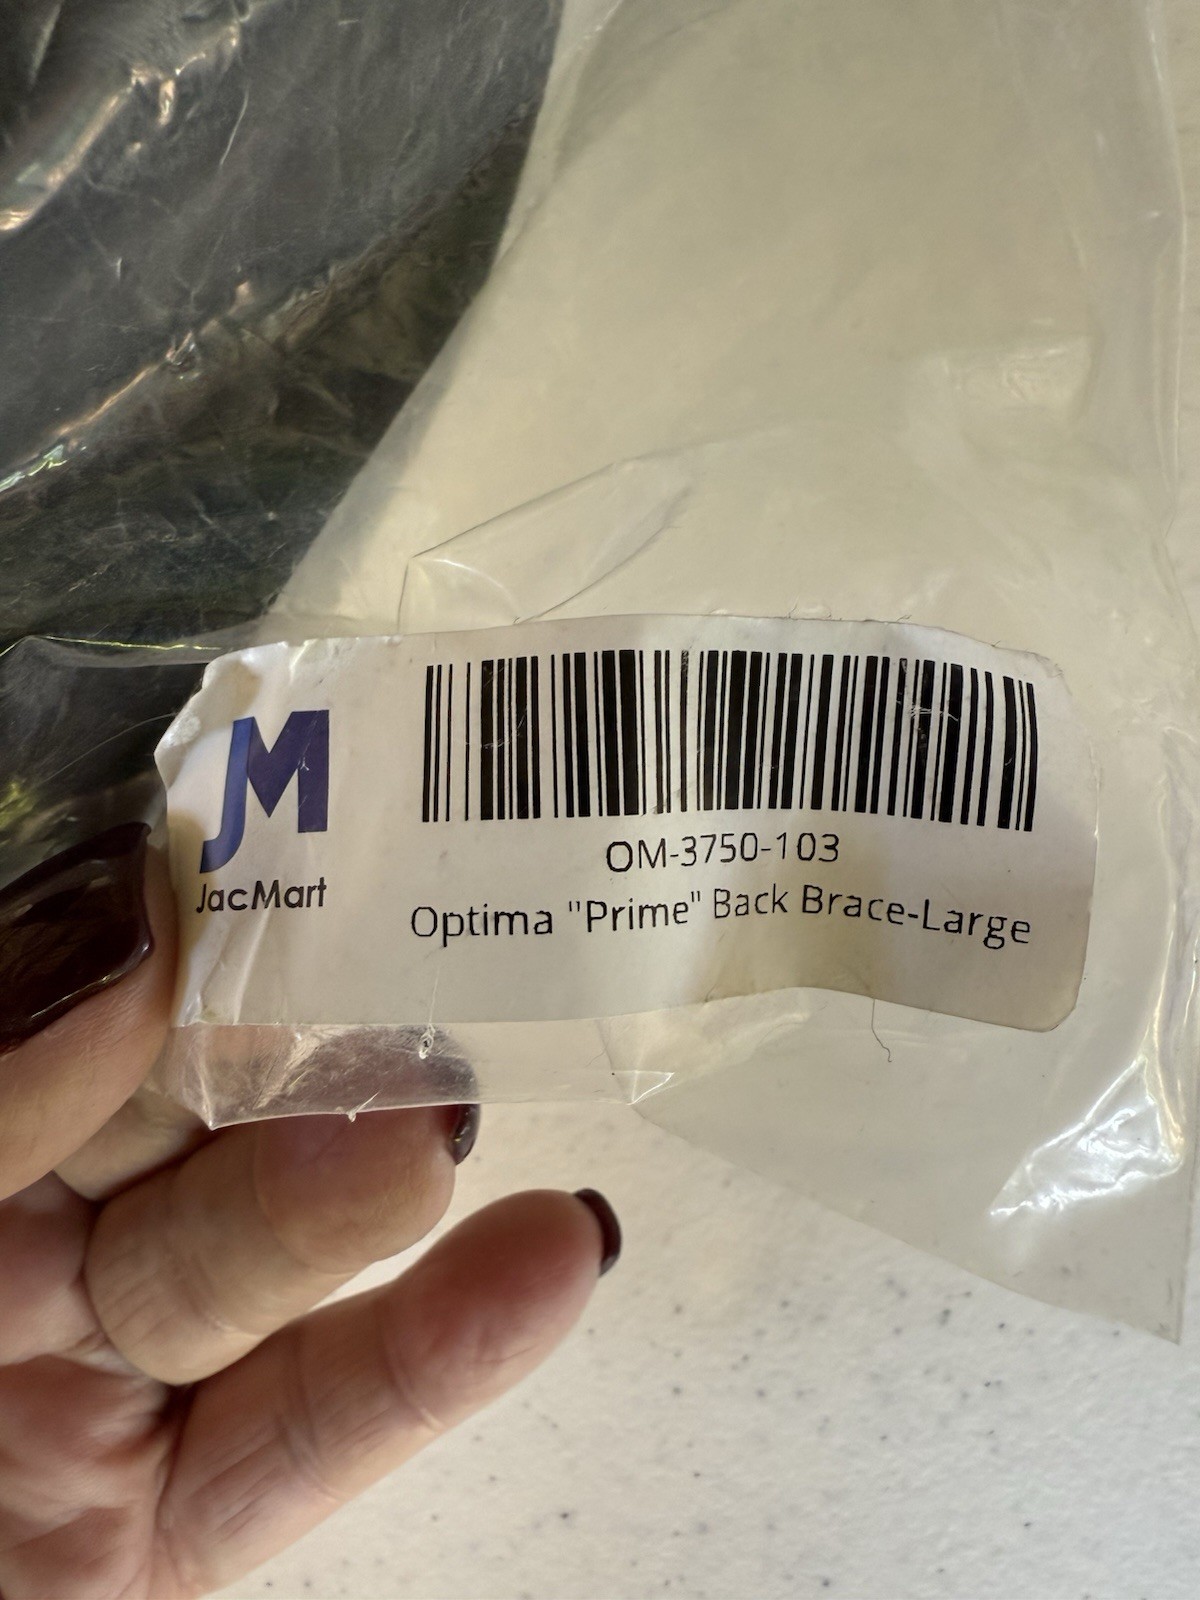 JM
JacMart
OM-3750-103
Optima "Prime" Back Brace-Large